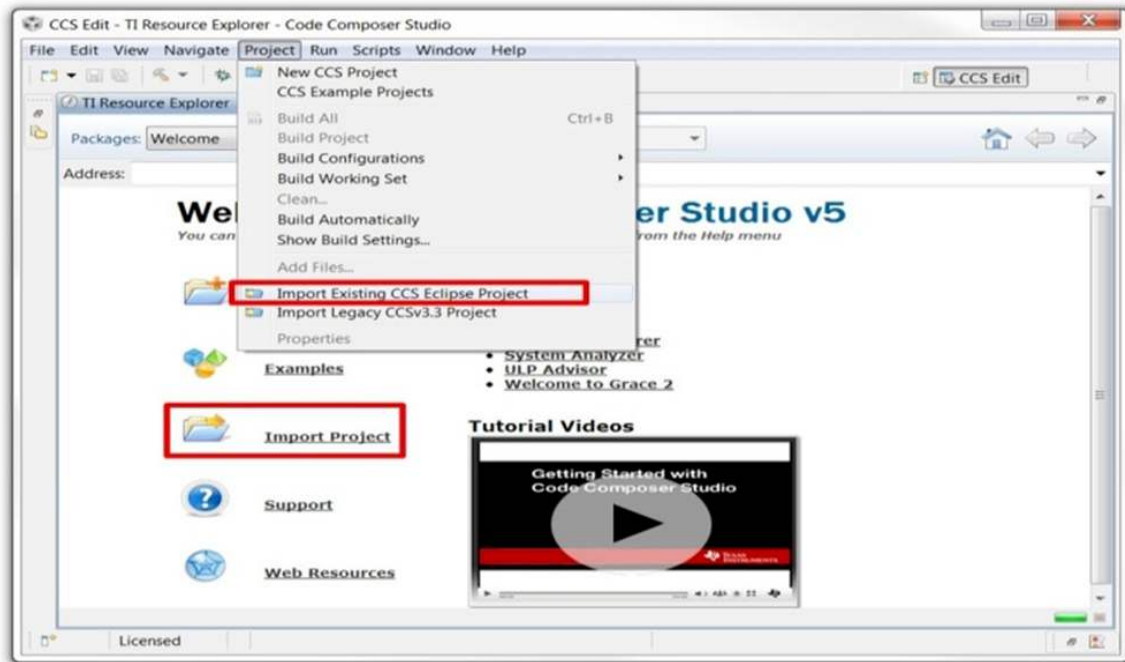 CCS Edit - TI Resource Explorer - Code Composer Studio
File Edit View Navigate Project Run Scripts Window Help
New CCS Project
CCS Example Projects
Build All Ctrl+B
Build Project
Build Configurations
Build Working Set
Clean...
Build Automatically
Show Build Settings...
Add Files...
Import Existing CCS Eclipse Project
Import Legacy CCSv3.3 Project
Properties
CCS Edit
TI Resource Explorer
Packages: Welcome
Address:
Wel er Studio v5
You can from the Help menu
rer
System Analyzer
ULP Advisor
Welcome to Grace 2
Examples
Import Project
Support
Web Resources
Tutorial Videos
Getting Started with
Code Composer Studio
TEXAS
INSTRUMENTS
Licensed